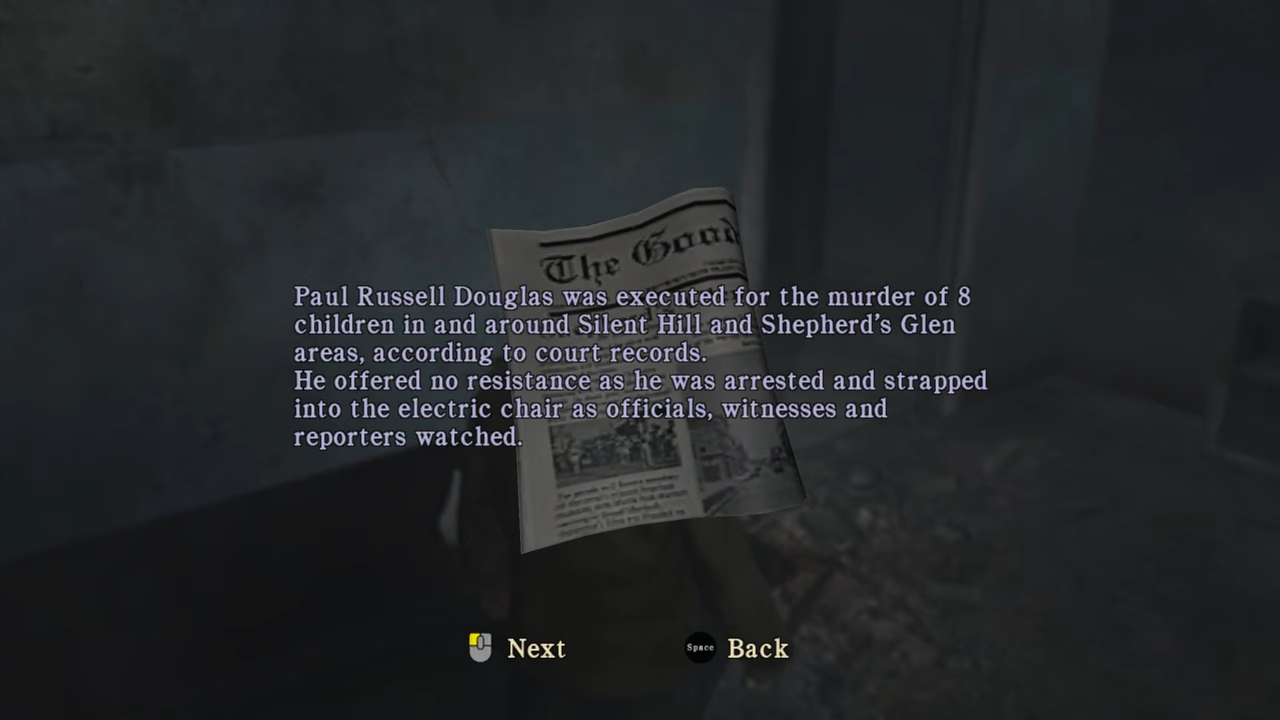 The Good
Paul Russell Douglas was executed for the murder of 8
children in and around Silent Hill and Shepherd's Glen
areas, according to court records.
He offered no resistance as he was arrested and strapped
into the electric chair as officials, witnesses and
reporters watched.
Next
Space
Back